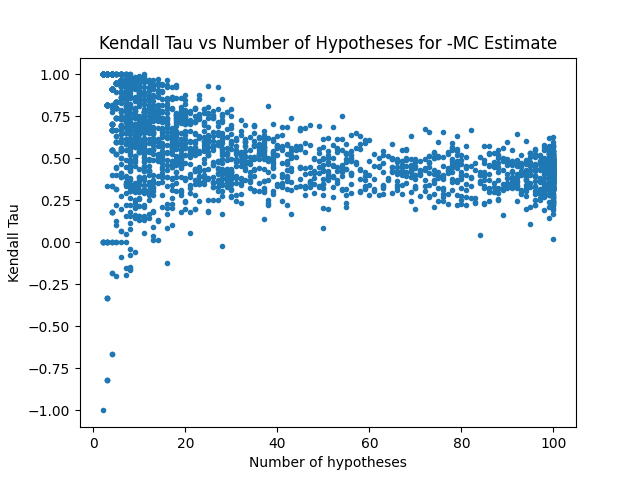 Kendall Tau vs Number of Hypotheses for -MC Estimate
1.00
0.75
0.50
0.25
0.00
−0.25
−0.50
−0.75
−1.00
Kendall Tau
0 20 40 60 80 100
Number of hypotheses